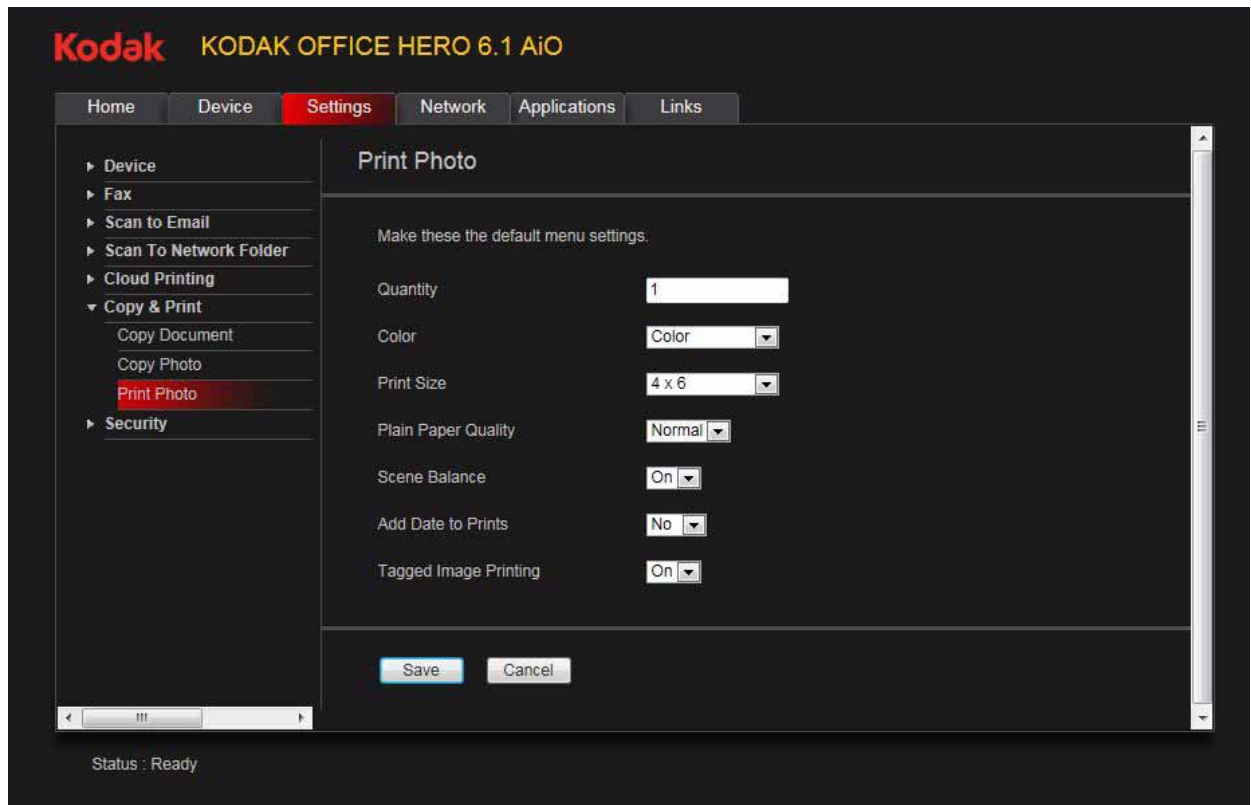 Kodak KODAK OFFICE HERO 6.1 AiO
Home Device Settings Network Applications Links
Device
Fax
Scan to Email
Scan To Network Folder
Cloud Printing
Copy & Print
Copy Document
Copy Photo
Print Photo
Security
Print Photo
Make these the default menu settings.
Quantity 1
Color Color
Print Size 4 x 6
Plain Paper Quality Normal
Scene Balance On
Add Date to Prints No
Tagged Image Printing On
Save Cancel
Status : Ready